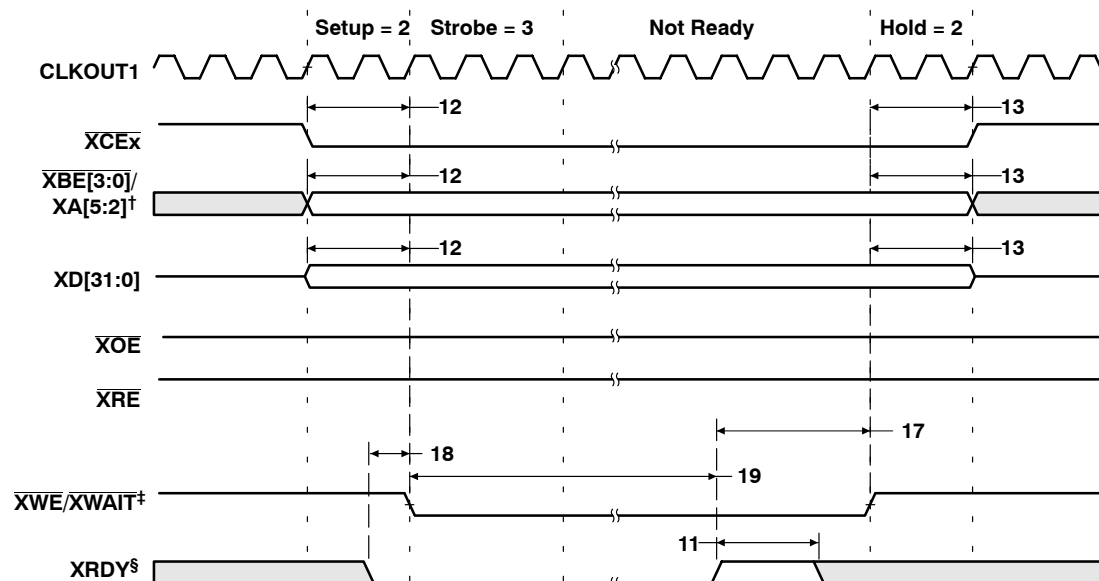 Setup = 2 Strobe = 3 Not Ready Hold = 2
CLKOUT1
12 13
XCEx
XBE[3:0]/
12 13
XA[5:2]†
12 13
XD[31:0]
XOE
XRE
17
18
19
XWE/XWAIT‡
11
XRDY§